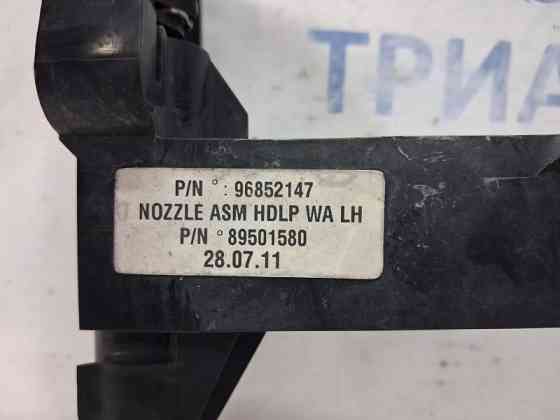 ТРИА
P/N °: 96852147
NOZZLE ASM HDLP WA LH
P/N ° 89501580
28.07.11